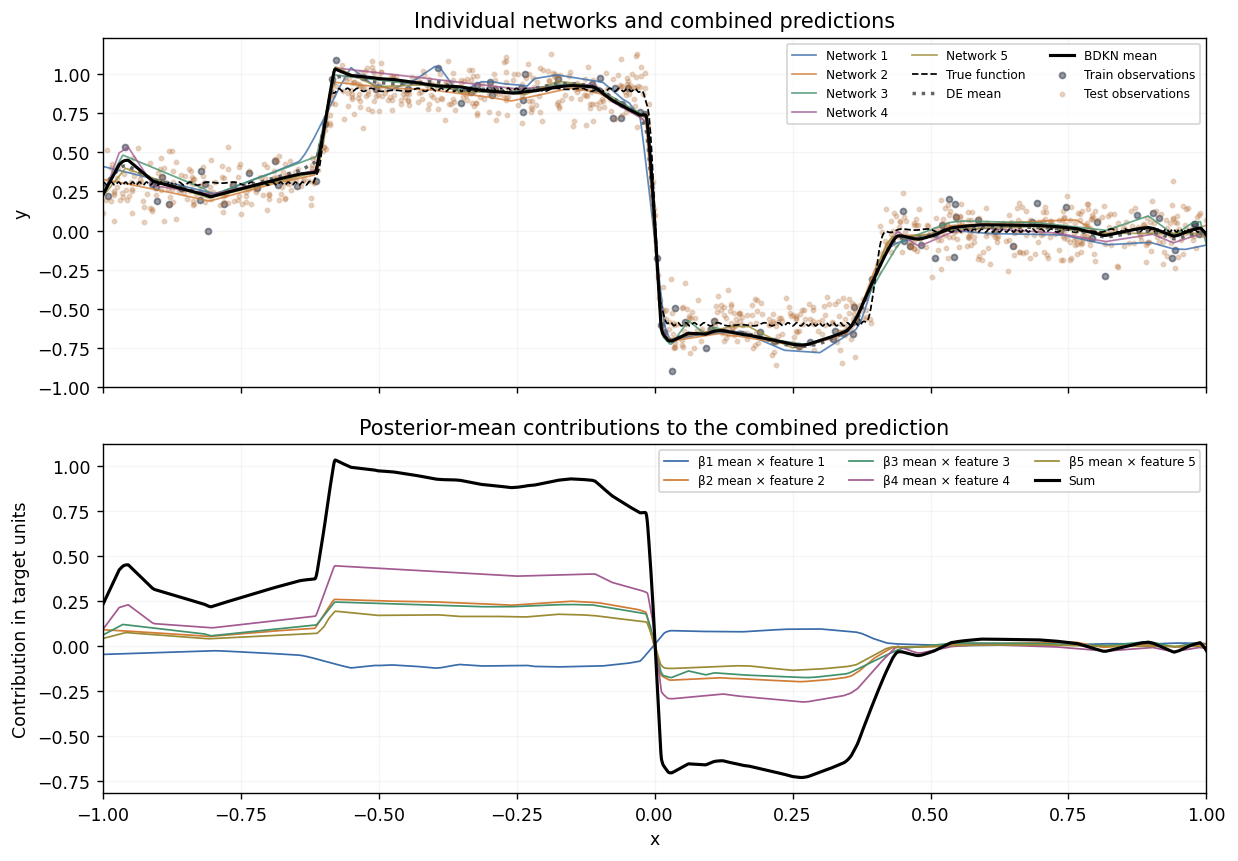 Individual networks and combined predictions
y
1.00
0.75
0.50
0.25
0.00
−0.25
−0.50
−0.75
−1.00
Network 1
Network 2
Network 3
Network 4
Network 5
True function
DE mean
BDKN mean
Train observations
Test observations
Posterior-mean contributions to the combined prediction
Contribution in target units
1.00
0.75
0.50
0.25
0.00
−0.25
−0.50
−0.75
β1 mean × feature 1
β2 mean × feature 2
β3 mean × feature 3
β4 mean × feature 4
β5 mean × feature 5
Sum
−1.00 −0.75 −0.50 −0.25 0.00 0.25 0.50 0.75 1.00
x